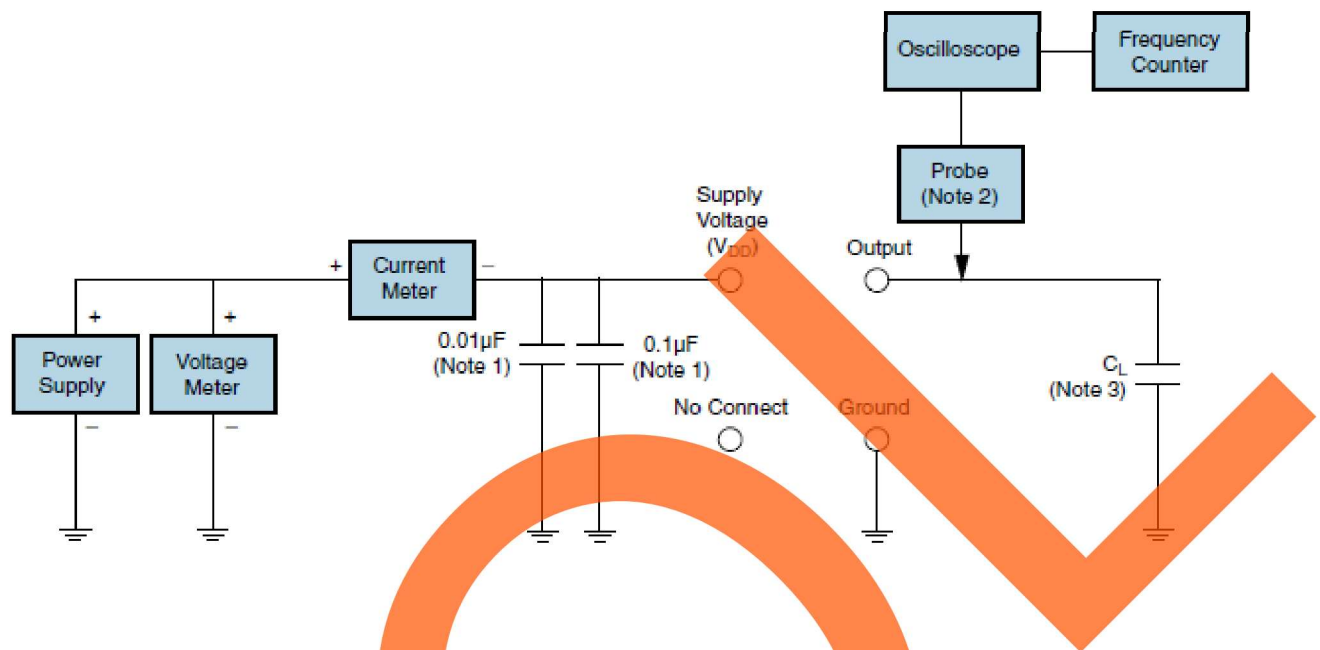 Oscilloscope
Frequency
Counter
Probe
(Note 2)
Supply
Voltage
(VDD)
Output
+
Current
Meter
–
+
Power
Supply
–
+
Voltage
Meter
–
0.01µF
(Note 1)
0.1µF
(Note 1)
CL
(Note 3)
No Connect
Ground